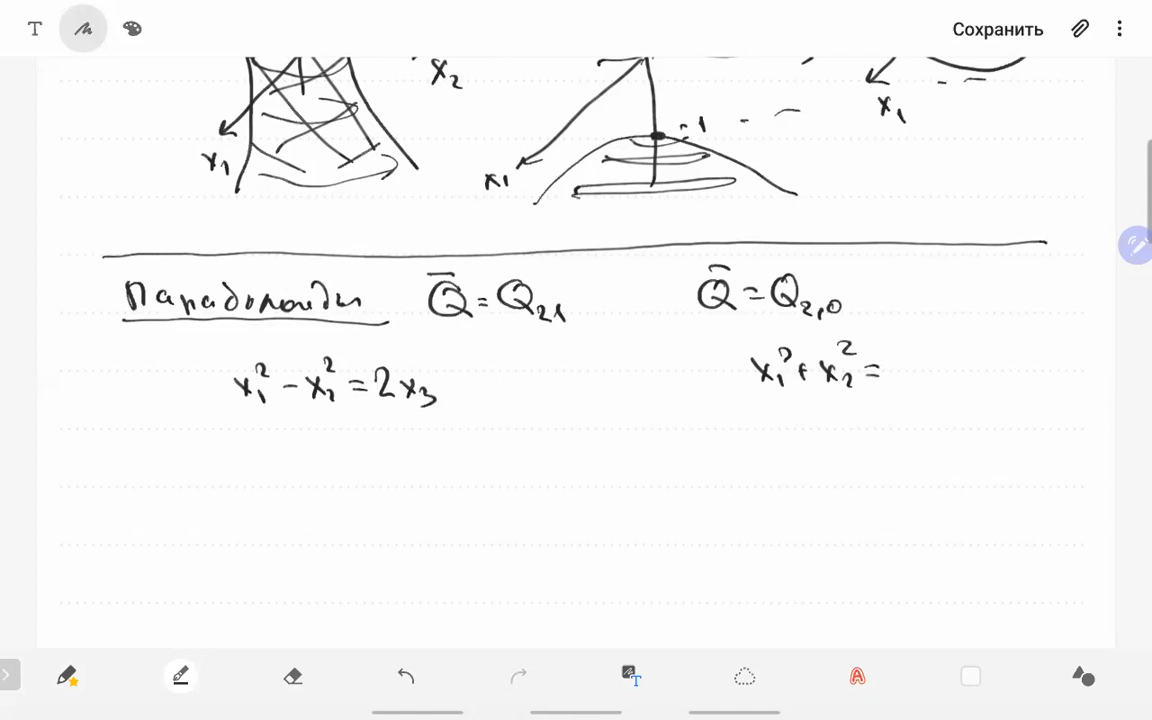 Сохранить
x₂
x₁
-1
x₁
x₁
Параболоиды Q̄ = Q₂₁ Q̄ = Q₂,₀
x₁² - x₂² = 2x₃ x₁² + x₂² =